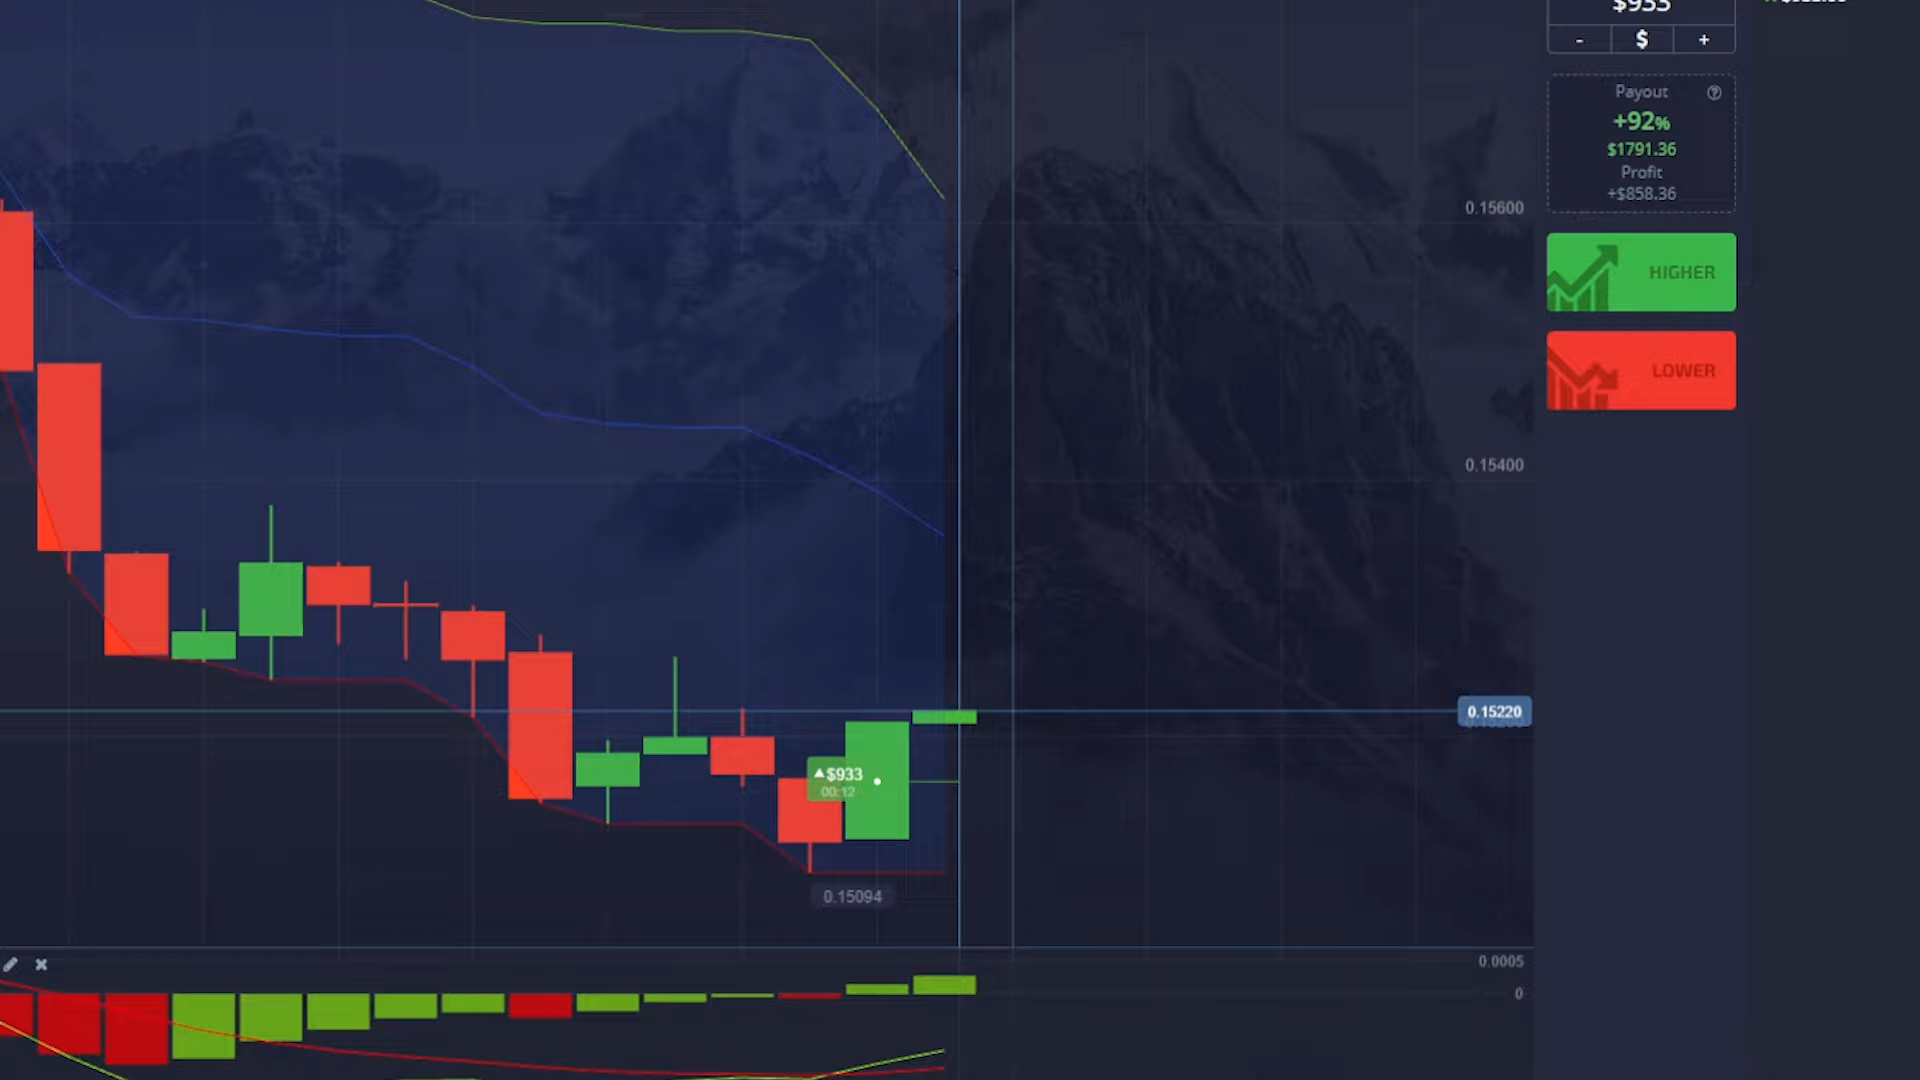 $933
- $ +
Payout
+92%
$1791.36
Profit
+$858.36
0.15600
HIGHER
LOWER
0.15400
0.15220
$933
00:12
0.15094
0.0005
0